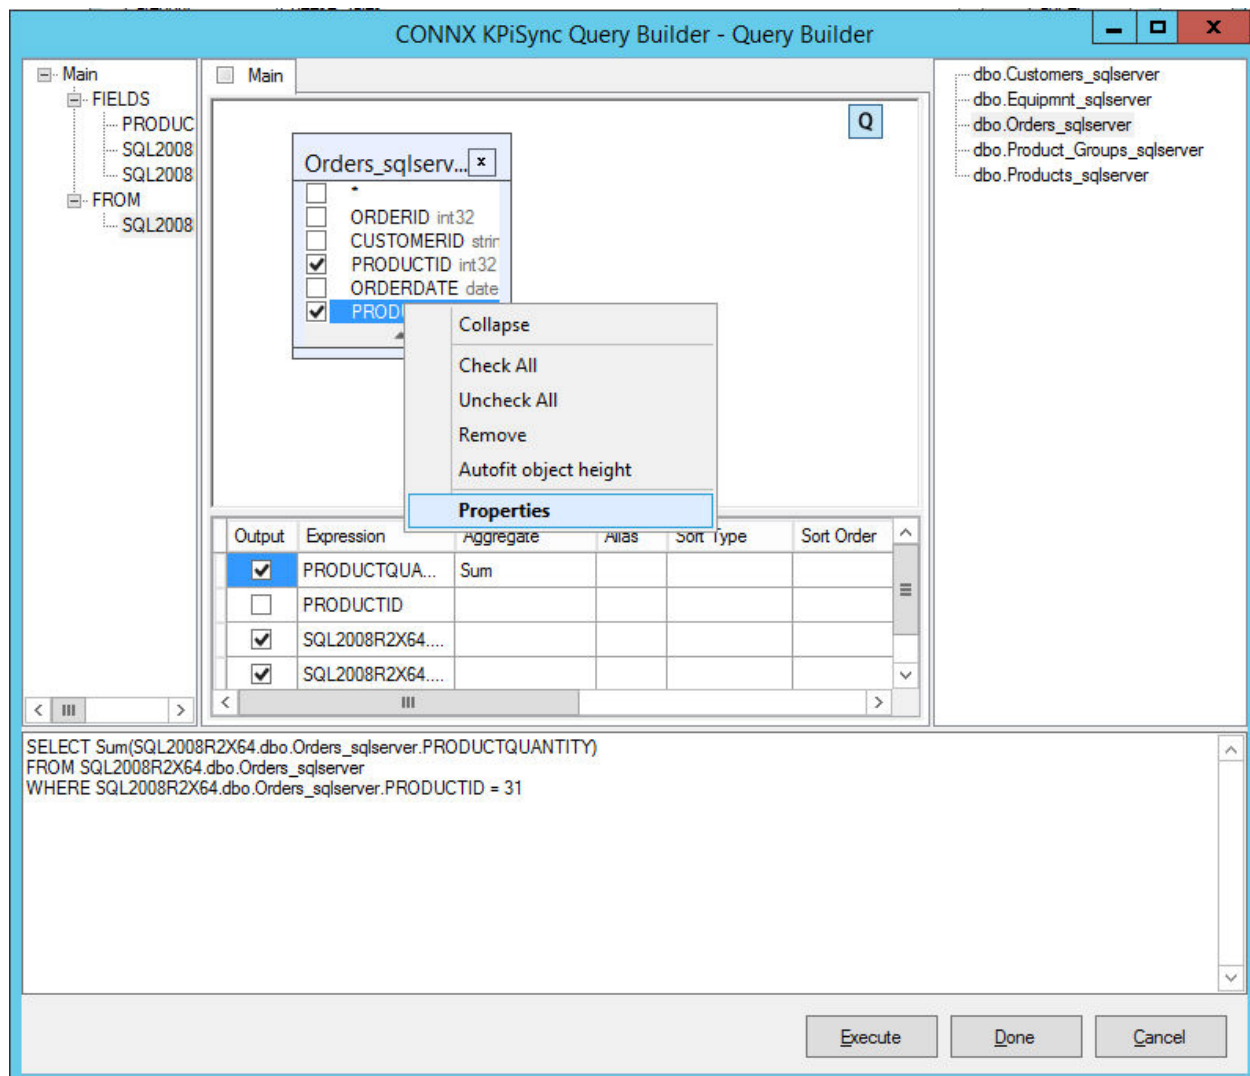 CONNX KPiSync Query Builder - Query Builder
Main
FIELDS
PRODUC
SQL2008
SQL2008
FROM
SQL2008
Main
Q
Orders_sqlserv...
*
ORDERID int32
CUSTOMERID strin
PRODUCTID int32
ORDERDATE date
PRODU
Collapse
Check All
Uncheck All
Remove
Autofit object height
Properties
dbo.Customers_sqlserver
dbo.Equipmnt_sqlserver
dbo.Orders_sqlserver
dbo.Product_Groups_sqlserver
dbo.Products_sqlserver
Output Expression Aggregate Alias Sort Type Sort Order
PRODUCTQUA... Sum
PRODUCTID
SQL2008R2X64....
SQL2008R2X64....
SELECT Sum(SQL2008R2X64.dbo.Orders_sqlserver.PRODUCTQUANTITY)
FROM SQL2008R2X64.dbo.Orders_sqlserver
WHERE SQL2008R2X64.dbo.Orders_sqlserver.PRODUCTID = 31
Execute Done Cancel